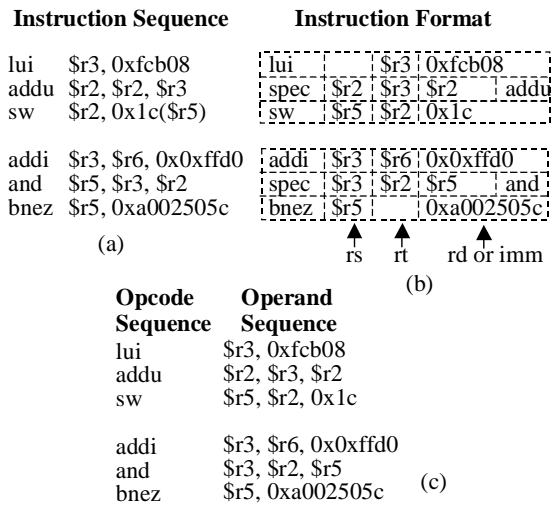 Instruction Sequence
lui $r3, 0xfcb08
addu $r2, $r2, $r3
sw $r2, 0x1c($r5)
addi $r3, $r6, 0x0xffd0
and $r5, $r3, $r2
bnez $r5, 0xa002505c
(a)
Instruction Format
lui $r3 0xfcb08
spec $r2 $r3 $r2 addu
sw $r5 $r2 0x1c
addi $r3 $r6 0x0xffd0
spec $r3 $r2 $r5 and
bnez $r5 0xa002505c
rs rt rd or imm
(b)
Opcode Operand
Sequence Sequence
lui $r3, 0xfcb08
addu $r2, $r3, $r2
sw $r5, $r2, 0x1c
addi $r3, $r6, 0x0xffd0
and $r3, $r2, $r5
bnez $r5, 0xa002505c
(c)